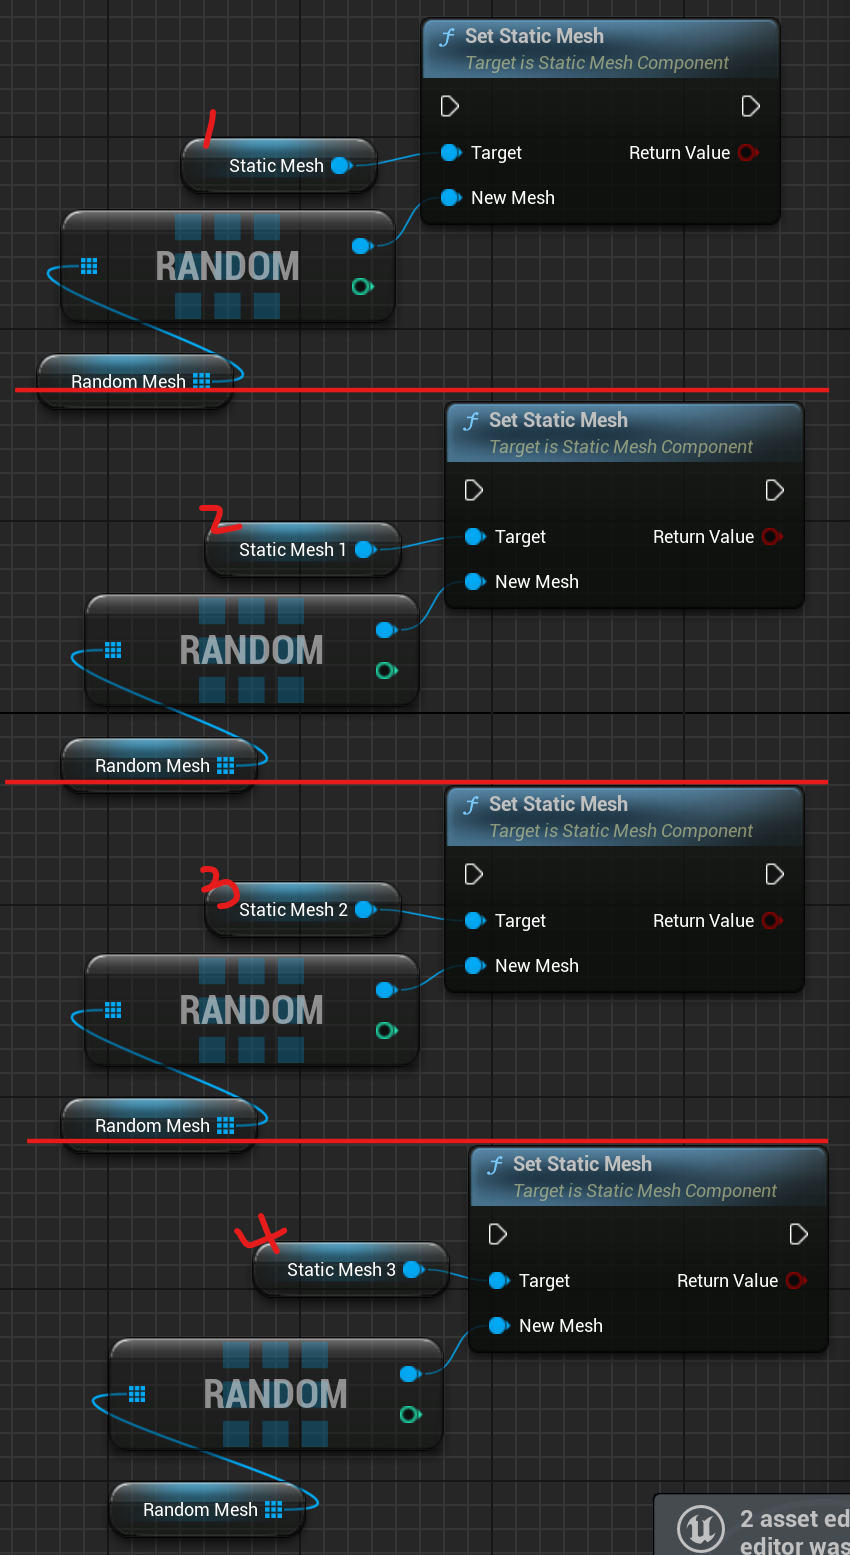 Set Static Mesh
Target is Static Mesh Component
1
Static Mesh
Target
Return Value
New Mesh
RANDOM
Random Mesh
Set Static Mesh
Target is Static Mesh Component
2
Static Mesh 1
Target
Return Value
New Mesh
RANDOM
Random Mesh
Set Static Mesh
Target is Static Mesh Component
3
Static Mesh 2
Target
Return Value
New Mesh
RANDOM
Random Mesh
Set Static Mesh
Target is Static Mesh Component
4
Static Mesh 3
Target
Return Value
New Mesh
RANDOM
Random Mesh
2 asset ed
editor was